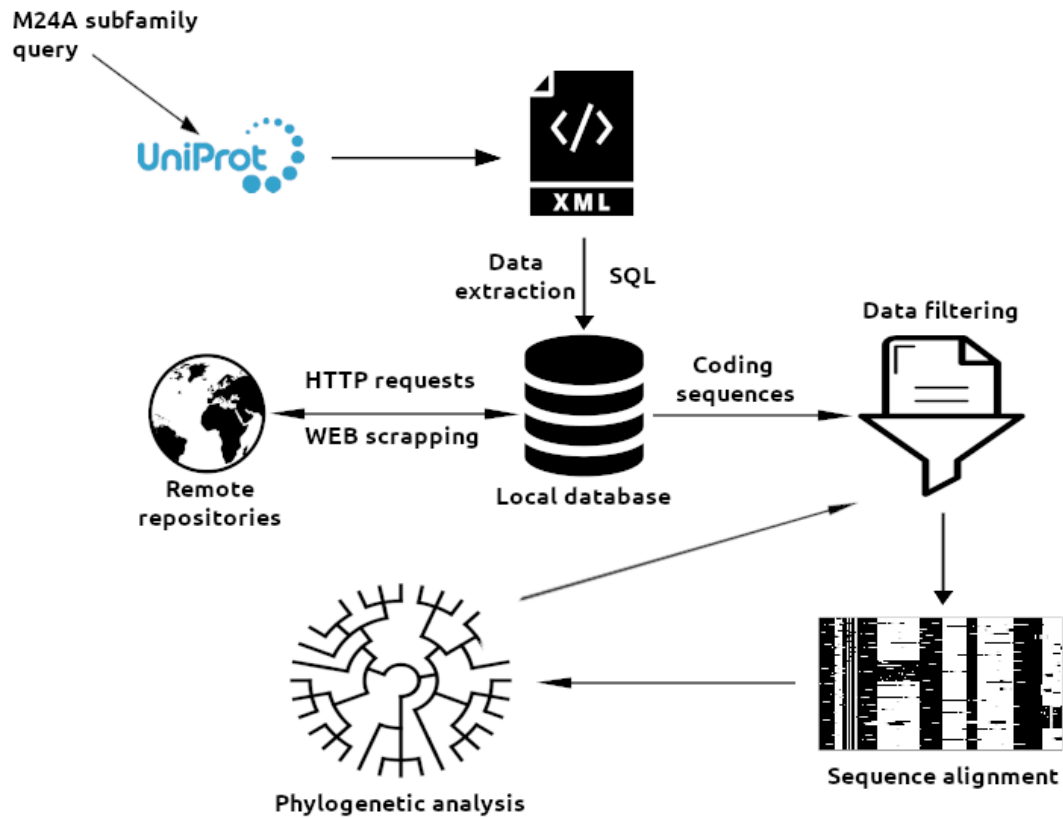 M24A subfamily
query
UniProt
</>
XML
Data
extraction
SQL
Data filtering
HTTP requests
WEB scrapping
Coding
sequences
Remote
repositories
Local database
Phylogenetic analysis
Sequence alignment